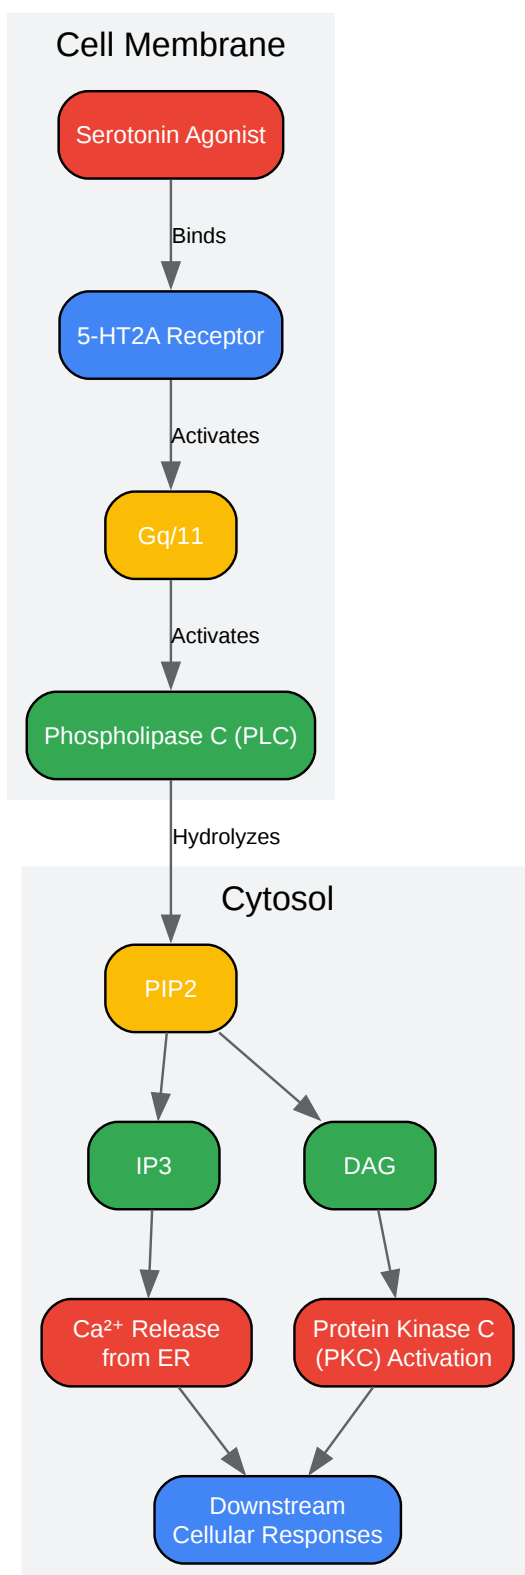 Cell Membrane
Serotonin Agonist
Binds
5-HT2A Receptor
Activates
Gq/11
Activates
Phospholipase C (PLC)
Hydrolyzes
Cytosol
PIP2
IP3
DAG
Ca²⁺ Release
from ER
Protein Kinase C
(PKC) Activation
Downstream
Cellular Responses